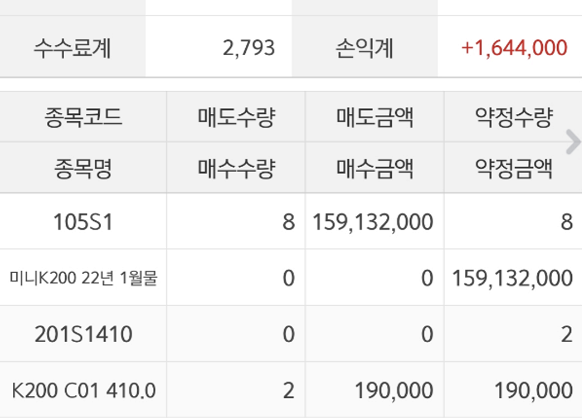 수수료계 2,793 손익계 +1,644,000
종목코드 매도수량 매도금액 약정수량
종목명 매수수량 매수금액 약정금액
105S1 8 159,132,000 8
미니K200 22년 1월물 0 0 159,132,000
201S1410 0 0 2
K200 C01 410.0 2 190,000 190,000